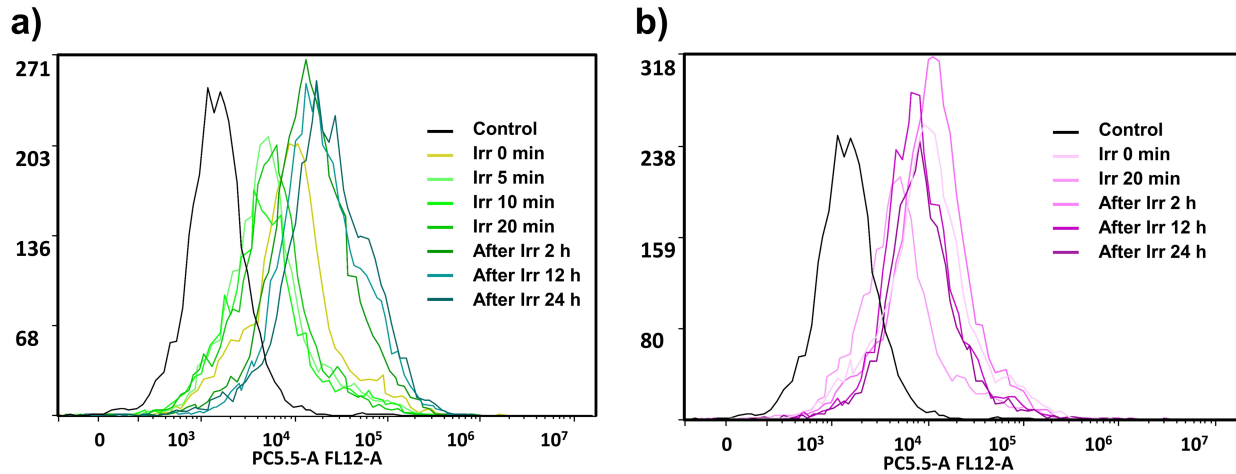 a)
271
203
136
68
Control
Irr 0 min
Irr 5 min
Irr 10 min
Irr 20 min
After Irr 2 h
After Irr 12 h
After Irr 24 h
0 10³ 10⁴ 10⁵ 10⁶ 10⁷
PC5.5-A FL12-A
b)
318
238
159
80
Control
Irr 0 min
Irr 20 min
After Irr 2 h
After Irr 12 h
After Irr 24 h
0 10³ 10⁴ 10⁵ 10⁶ 10⁷
PC5.5-A FL12-A